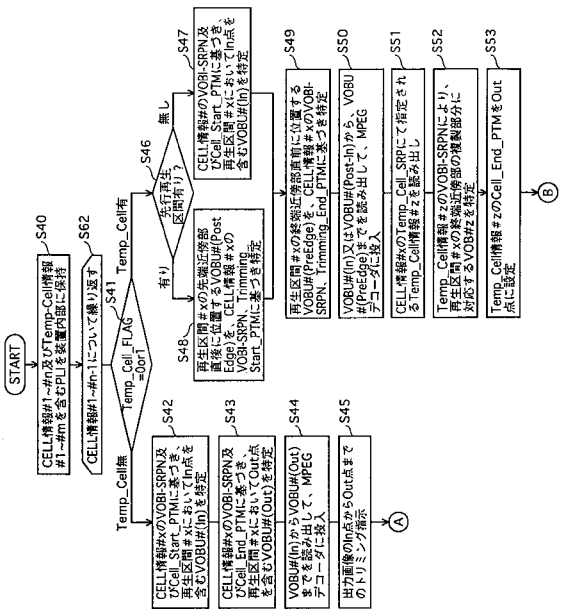 START
CELL情報#1~#n及びTemp-Cell情報
#1~#mを含むPLIを装置内部に保持
S40
CELL情報#1~#n-1について繰り返す
S62
S41
Temp_Cell_FLAG
=0or1
Temp_Cell無
Temp_Cell有
S42
CELL情報#xのVOBI-SRPN及
びCell_Start_PTMに基づき、
再生区間#xにおいてIn点を
含むVOBU#(In)を特定
S43
CELL情報#xのVOBI-SRPN及
びCell_End_PTMに基づき、
再生区間#xにおいてOut点
を含むVOBU#(Out)を特定
S44
VOBU#(In)からVOBU#(Out)
までを読み出して、MPEG
デコーダに投入
S45
出力画像のIn点からOut点まで
のトリミング指示
A
S46
先行再生
区間有り?
有り
無し
S47
CELL情報#のVOBI-SRPN及
びCell_Start_PTMに基づき、
再生区間#xにおいてIn点を
含むVOBU#(In)を特定
S48
再生区間#xの先端近傍部
直後に位置するVOBU#(Post
Edge)を、CELL情報#xの
VOBI-SRPN、Trimming_
Start_PTMに基づき特定
S49
再生区間#xの終端近傍部直前に位置する
VOBU#(PreEdge)を、CELL情報#xのVOBI-
SRPN、Trimming_End_PTMに基づき特定
S50
VOBU#(In)又はVOBU#(Post-In)から、VOBU
#(PreEdge)までを読み出して、MPEG
デコーダに投入
S51
CELL情報#xのTemp_Cell_SRPにて指定され
るTemp_Cell情報#zを読み出し
S52
Temp_Cell情報#zのVOBI-SRPNにより、
再生区間#xの終端近傍部の複製部分に
対応するVOB#zを特定
S53
Temp_Cell情報#zのCell_End_PTMをOut
点に設定
B